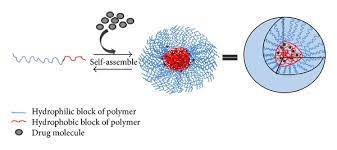 Self-assemble
Hydrophilic block of polymer
Hydrophobic block of polymer
Drug molecule